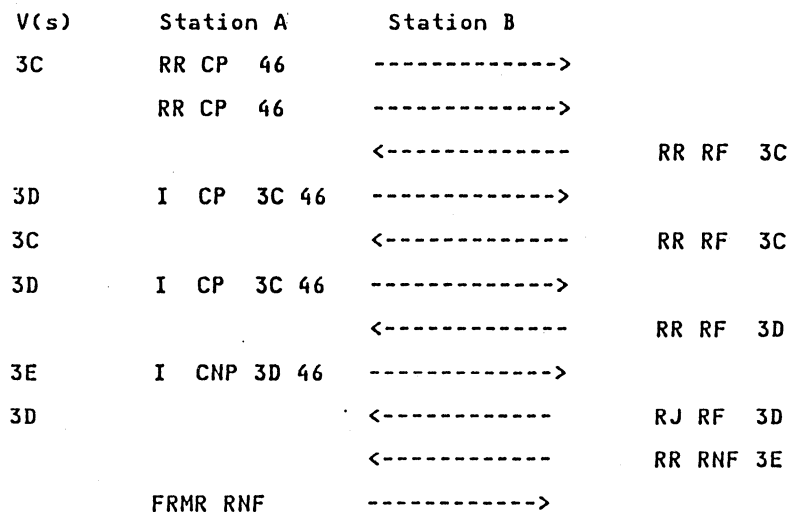 V(s) Station A Station B
3C RR CP 46 ------------->
RR CP 46 ------------->
<------------- RR RF 3C
3D I CP 3C 46 ------------->
3C <------------- RR RF 3C
3D I CP 3C 46 ------------->
<------------- RR RF 3D
3E I CNP 3D 46 ------------->
3D <------------ RJ RF 3D
<------------ RR RNF 3E
FRMR RNF ------------>